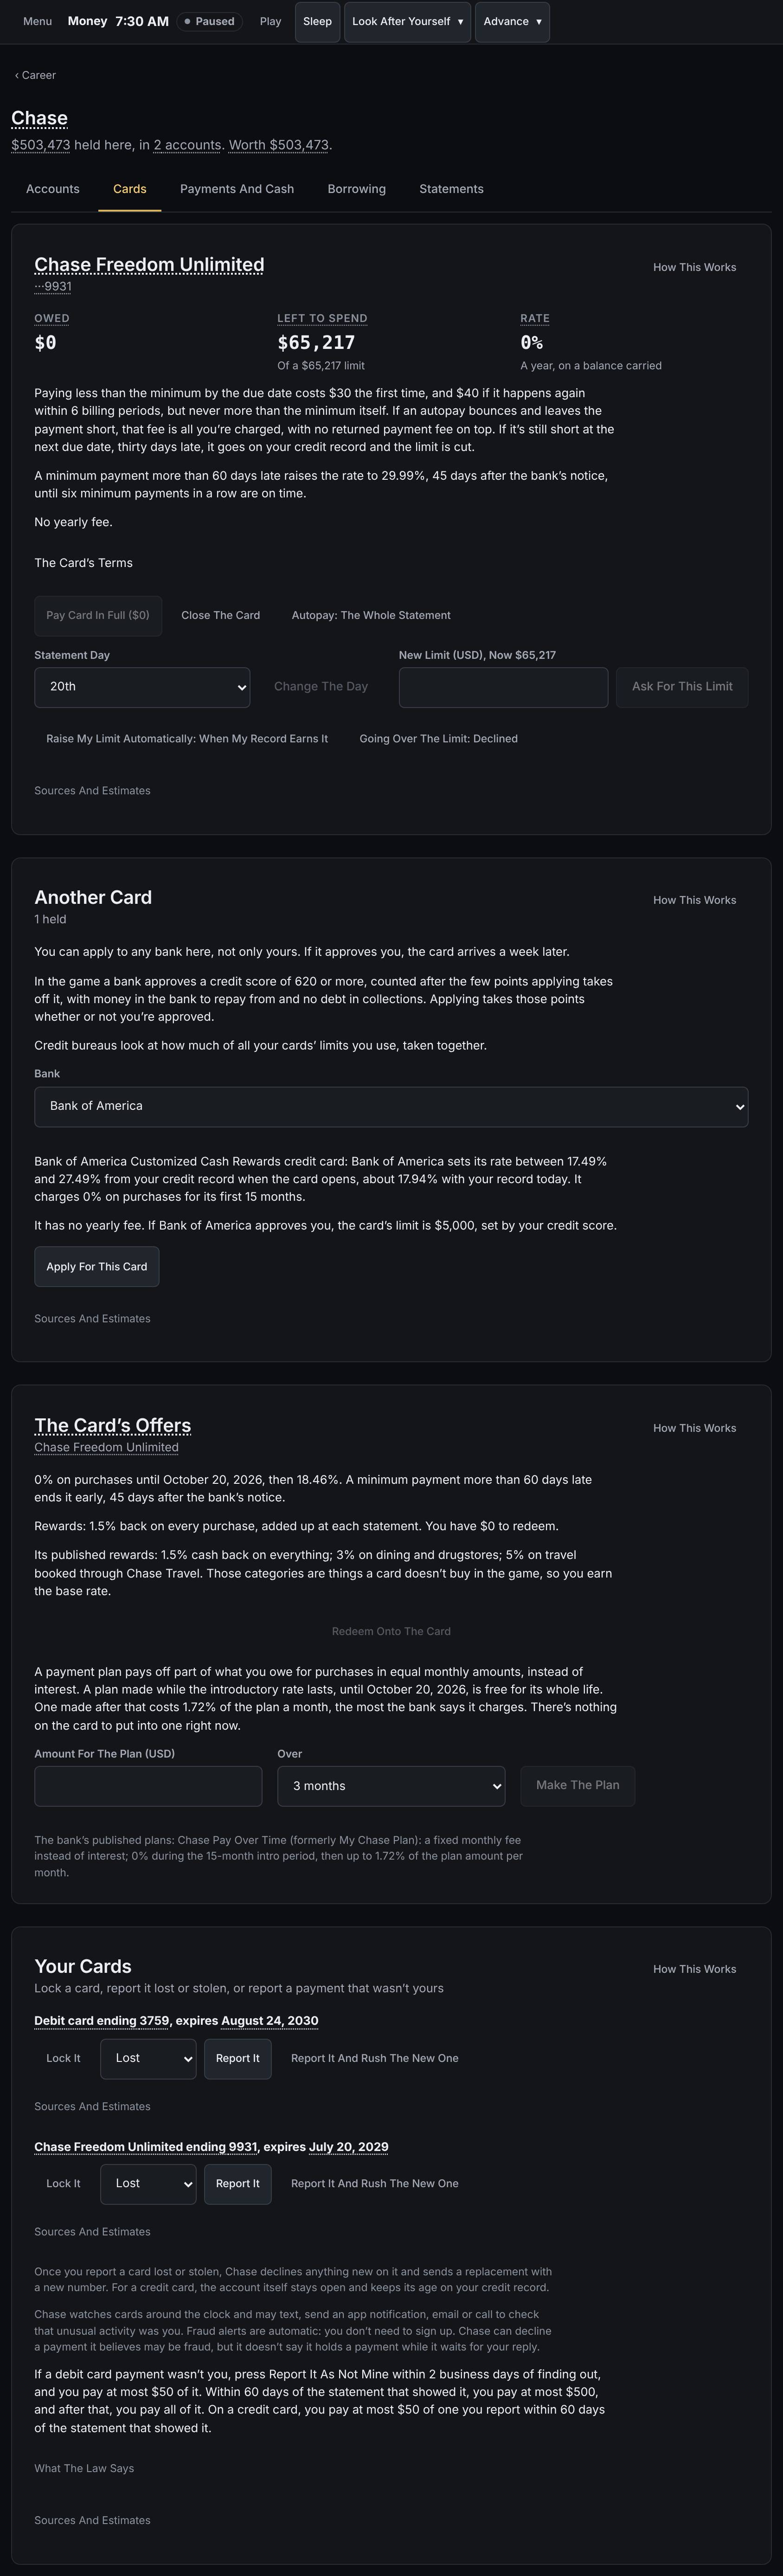 Menu Money 7:30 AM Paused Play Sleep Look After Yourself ▾ Advance ▾
‹ Career
Chase
$503,473 held here, in 2 accounts. Worth $503,473.
Accounts Cards Payments And Cash Borrowing Statements
Chase Freedom Unlimited How This Works
···9931
OWED LEFT TO SPEND RATE
$0 $65,217 0%
Of a $65,217 limit A year, on a balance carried
Paying less than the minimum by the due date costs $30 the first time, and $40 if it happens again
within 6 billing periods, but never more than the minimum itself. If an autopay bounces and leaves the
payment short, that fee is all you’re charged, with no returned payment fee on top. If it’s still short at the
next due date, thirty days late, it goes on your credit record and the limit is cut.
A minimum payment more than 60 days late raises the rate to 29.99%, 45 days after the bank’s notice,
until six minimum payments in a row are on time.
No yearly fee.
The Card’s Terms
Pay Card In Full ($0) Close The Card Autopay: The Whole Statement
Statement Day New Limit (USD), Now $65,217
20th Change The Day Ask For This Limit
Raise My Limit Automatically: When My Record Earns It Going Over The Limit: Declined
Sources And Estimates
Another Card How This Works
1 held
You can apply to any bank here, not only yours. If it approves you, the card arrives a week later.
In the game a bank approves a credit score of 620 or more, counted after the few points applying takes
off it, with money in the bank to repay from and no debt in collections. Applying takes those points
whether or not you’re approved.
Credit bureaus look at how much of all your cards’ limits you use, taken together.
Bank
Bank of America
Bank of America Customized Cash Rewards credit card: Bank of America sets its rate between 17.49%
and 27.49% from your credit record when the card opens, about 17.94% with your record today. It
charges 0% on purchases for its first 15 months.
It has no yearly fee. If Bank of America approves you, the card’s limit is $5,000, set by your credit score.
Apply For This Card
Sources And Estimates
The Card’s Offers How This Works
Chase Freedom Unlimited
0% on purchases until October 20, 2026, then 18.46%. A minimum payment more than 60 days late
ends it early, 45 days after the bank’s notice.
Rewards: 1.5% back on every purchase, added up at each statement. You have $0 to redeem.
Its published rewards: 1.5% cash back on everything; 3% on dining and drugstores; 5% on travel
booked through Chase Travel. Those categories are things a card doesn’t buy in the game, so you earn
the base rate.
Redeem Onto The Card
A payment plan pays off part of what you owe for purchases in equal monthly amounts, instead of
interest. A plan made while the introductory rate lasts, until October 20, 2026, is free for its whole life.
One made after that costs 1.72% of the plan a month, the most the bank says it charges. There’s nothing
on the card to put into one right now.
Amount For The Plan (USD) Over
3 months Make The Plan
The bank’s published plans: Chase Pay Over Time (formerly My Chase Plan): a fixed monthly fee
instead of interest; 0% during the 15-month intro period, then up to 1.72% of the plan amount per
month.
Your Cards How This Works
Lock a card, report it lost or stolen, or report a payment that wasn’t yours
Debit card ending 3759, expires August 24, 2030
Lock It Lost Report It Report It And Rush The New One
Sources And Estimates
Chase Freedom Unlimited ending 9931, expires July 20, 2029
Lock It Lost Report It Report It And Rush The New One
Sources And Estimates
Once you report a card lost or stolen, Chase declines anything new on it and sends a replacement with
a new number. For a credit card, the account itself stays open and keeps its age on your credit record.
Chase watches cards around the clock and may text, send an app notification, email or call to check
that unusual activity was you. Fraud alerts are automatic: you don’t need to sign up. Chase can decline
a payment it believes may be fraud, but it doesn’t say it holds a payment while it waits for your reply.
If a debit card payment wasn’t you, press Report It As Not Mine within 2 business days of finding out,
and you pay at most $50 of it. Within 60 days of the statement that showed it, you pay at most $500,
and after that, you pay all of it. On a credit card, you pay at most $50 of one you report within 60 days
of the statement that showed it.
What The Law Says
Sources And Estimates